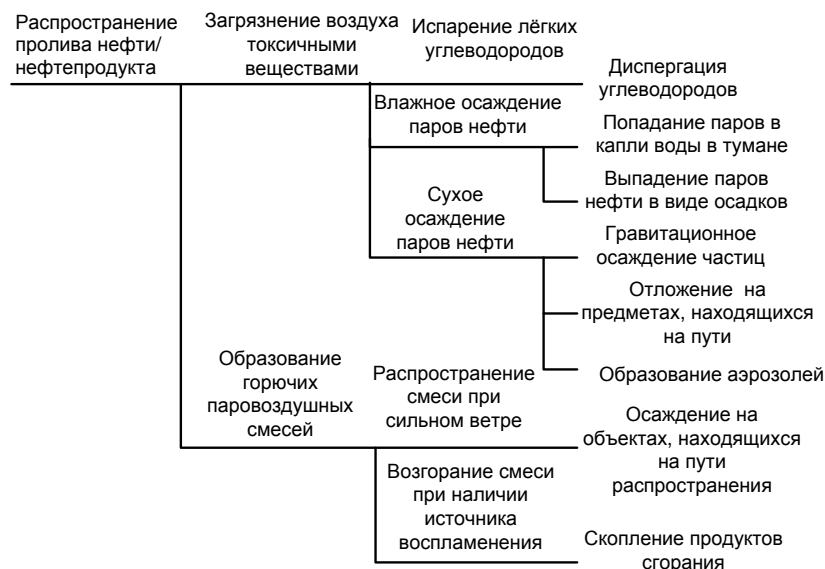 Распространение
пролива нефти/
нефтепродукта
Загрязнение воздуха
токсичными
веществами
Испарение лёгких
углеводородов
Диспергация
углеводородов
Влажное осаждение
паров нефти
Попадание паров в
капли воды в тумане
Выпадение паров
нефти в виде осадков
Сухое
осаждение
паров нефти
Гравитационное
осаждение частиц
Отложение на
предметах, находящихся
на пути
Образование аэрозолей
Образование
горючих
паровоздушных
смесей
Распространение
смеси при
сильном ветре
Осаждение на
объектах, находящихся
на пути
распространения
Возгорание смеси
при наличии
источника
воспламенения
Скопление продуктов
сгорания